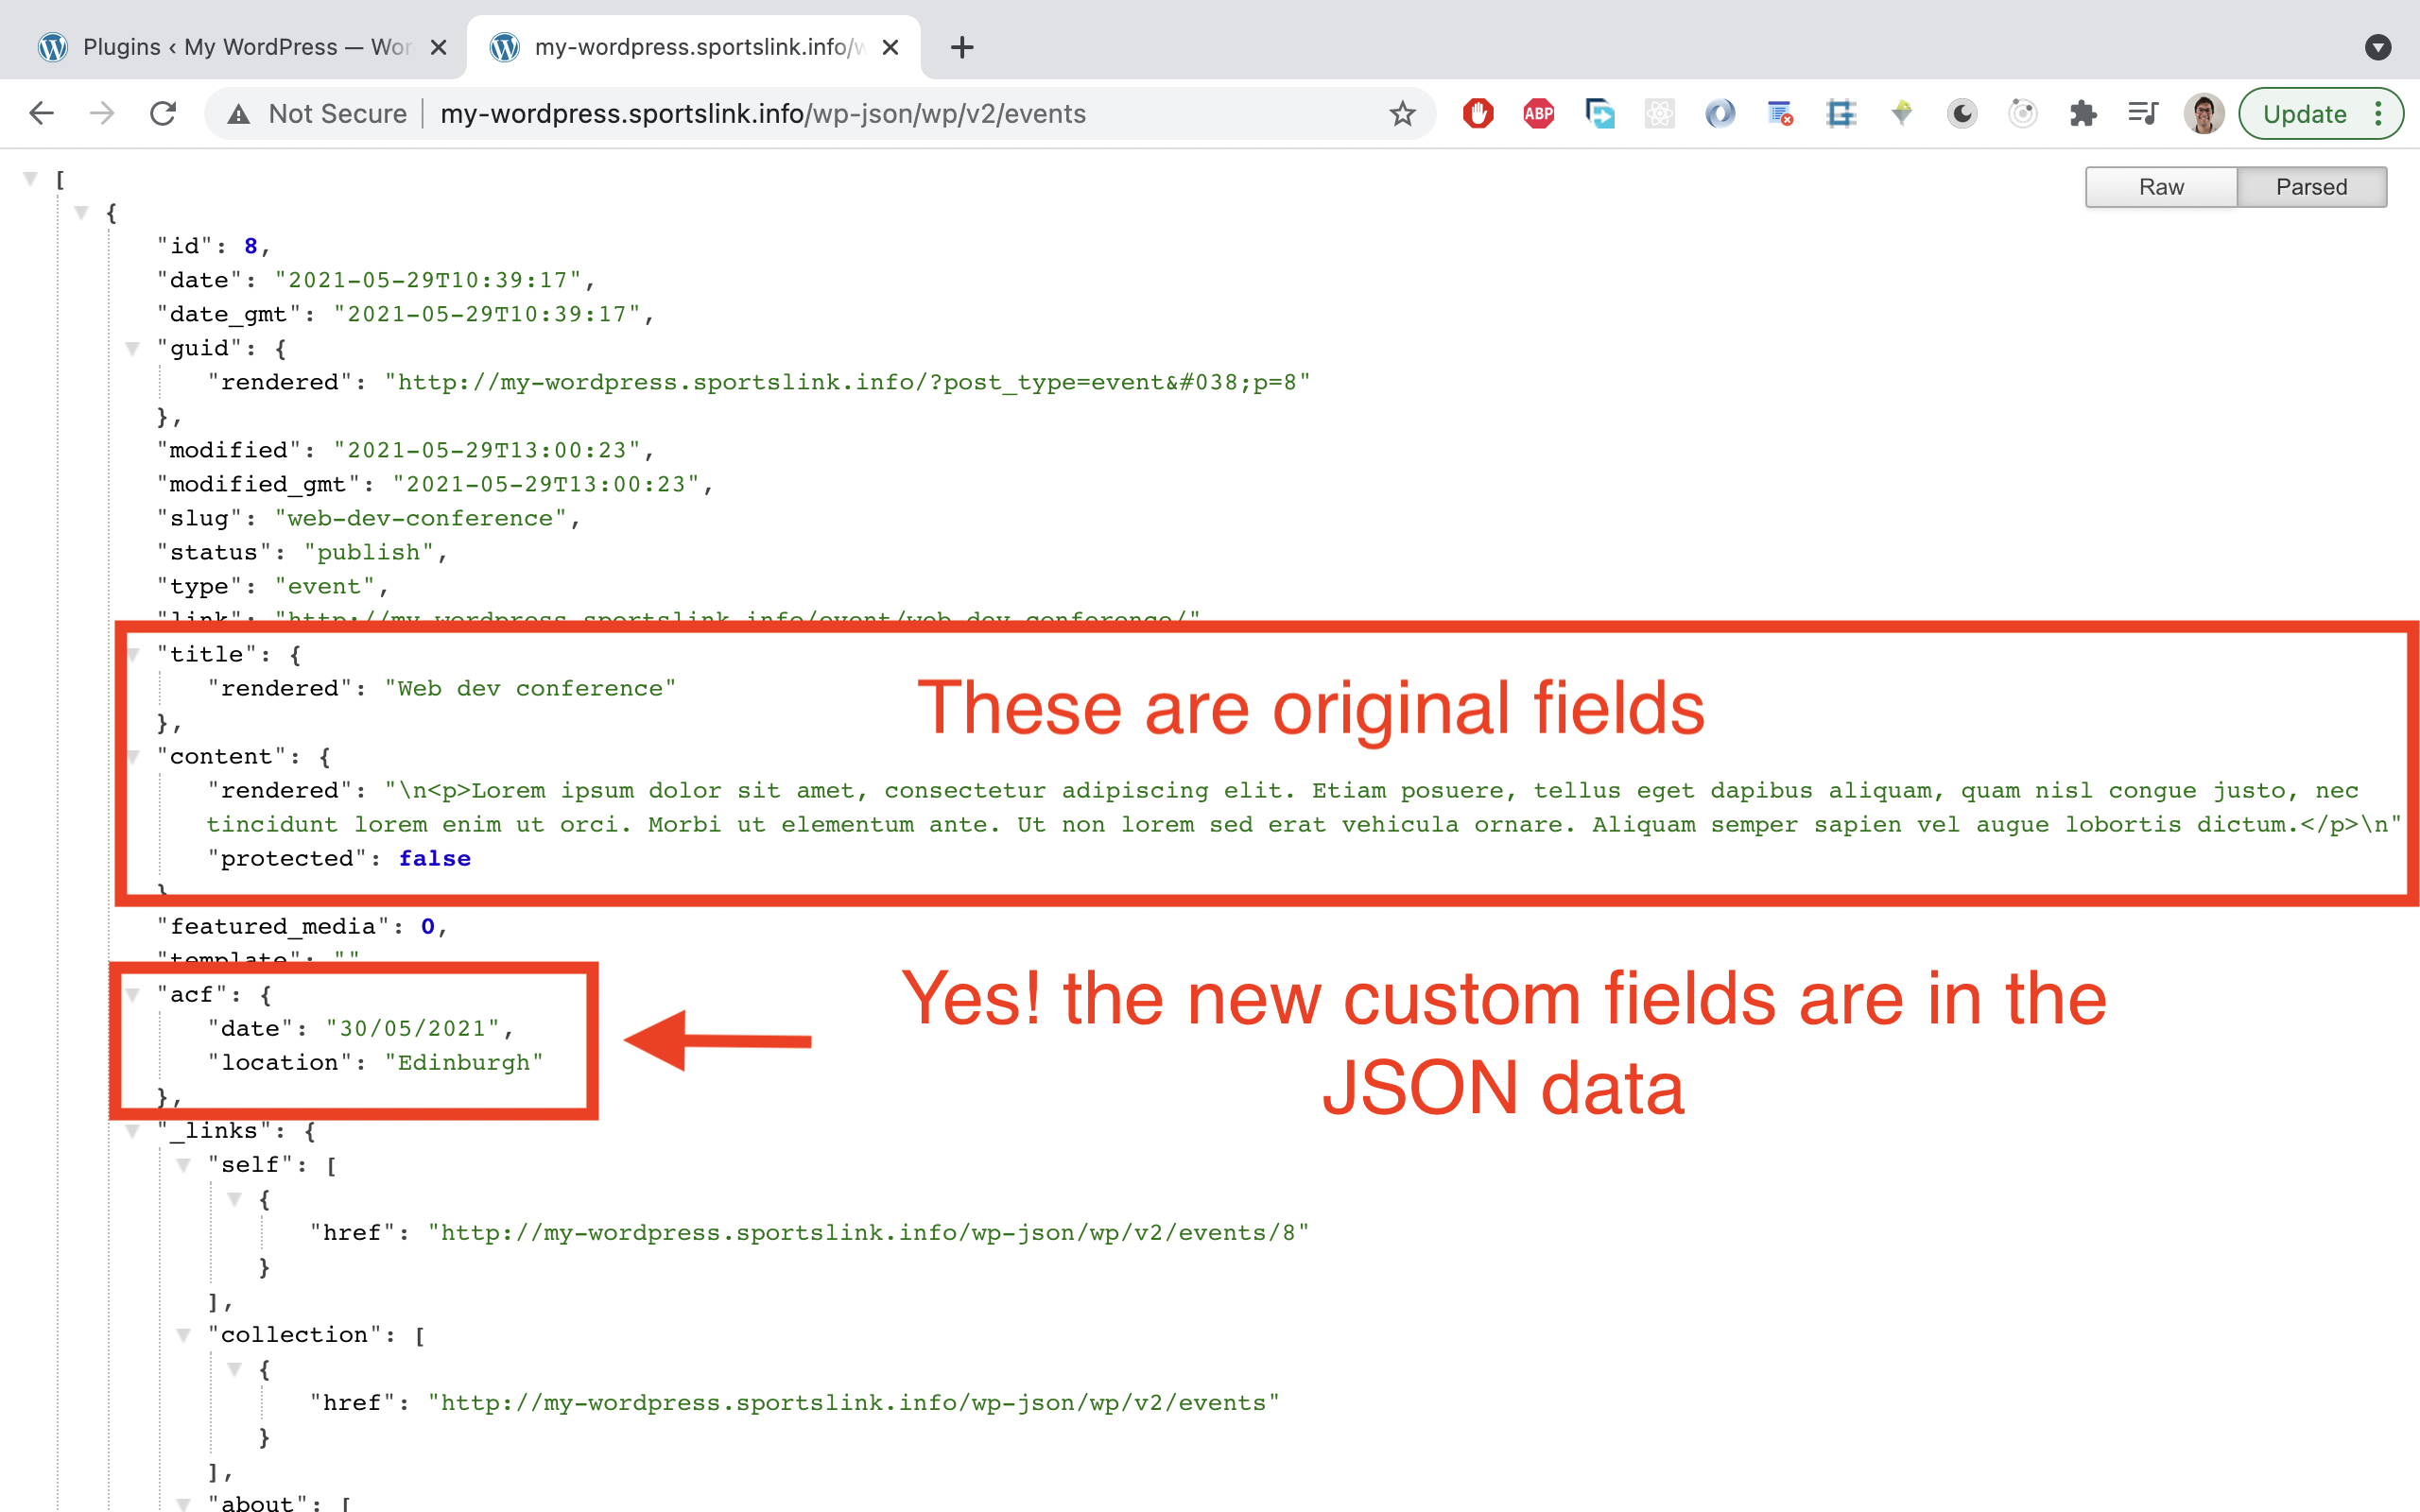 Plugins ‹ My WordPress — Wor
my-wordpress.sportslink.info/w
Not Secure
my-wordpress.sportslink.info/wp-json/wp/v2/events
ABP
Update
Raw
Parsed
[
{
"id": 8,
"date": "2021-05-29T10:39:17",
"date_gmt": "2021-05-29T10:39:17",
"guid": {
"rendered": "http://my-wordpress.sportslink.info/?post_type=event&#038;p=8"
},
"modified": "2021-05-29T13:00:23",
"modified_gmt": "2021-05-29T13:00:23",
"slug": "web-dev-conference",
"status": "publish",
"type": "event",
"link": "http://my-wordpress.sportslink.info/event/web-dev-conference/"
"title": {
"rendered": "Web dev conference"
},
These are original fields
"content": {
"rendered": "\n<p>Lorem ipsum dolor sit amet, consectetur adipiscing elit. Etiam posuere, tellus eget dapibus aliquam, quam nisl congue justo, nec
tincidunt lorem enim ut orci. Morbi ut elementum ante. Ut non lorem sed erat vehicula ornare. Aliquam semper sapien vel augue lobortis dictum.</p>\n"
"protected": false
}
"featured_media": 0,
"template": ""
"acf": {
"date": "30/05/2021",
"location": "Edinburgh"
},
Yes! the new custom fields are in the
JSON data
"_links": {
"self": [
{
"href": "http://my-wordpress.sportslink.info/wp-json/wp/v2/events/8"
}
],
"collection": [
{
"href": "http://my-wordpress.sportslink.info/wp-json/wp/v2/events"
}
],
"about": [